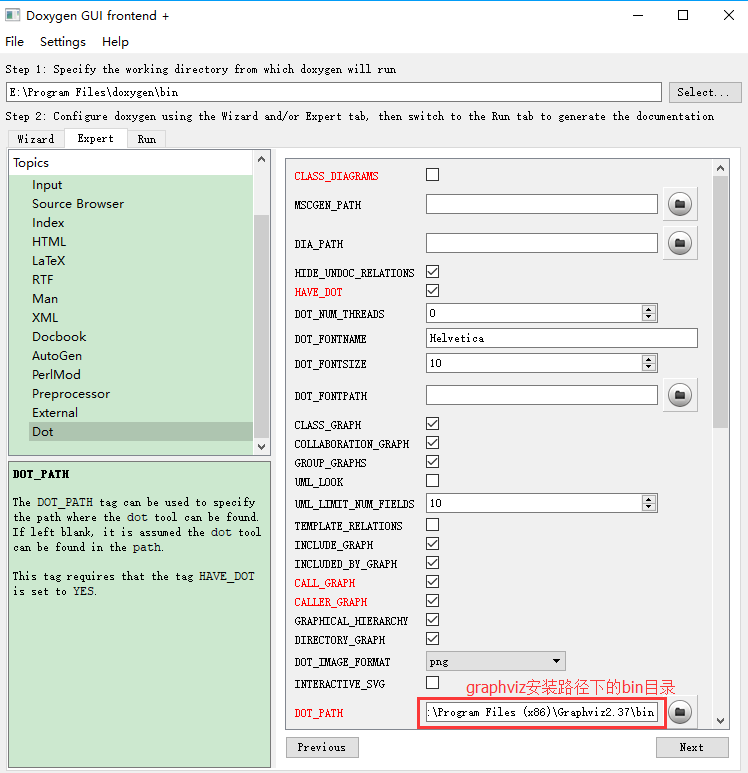 Doxygen GUI frontend +
File Settings Help
Step 1: Specify the working directory from which doxygen will run
E:\Program Files\doxygen\bin
Select...
Step 2: Configure doxygen using the Wizard and/or Expert tab, then switch to the Run tab to generate the documentation
Wizard Expert Run
Topics
Input
Source Browser
Index
HTML
LaTeX
RTF
Man
XML
Docbook
AutoGen
PerlMod
Preprocessor
External
Dot
DOT_PATH
The DOT_PATH tag can be used to specify
the path where the dot tool can be found.
If left blank, it is assumed the dot tool
can be found in the path.
This tag requires that the tag HAVE_DOT
is set to YES.
CLASS_DIAGRAMS
MSCGEN_PATH
DIA_PATH
HIDE_UNDOC_RELATIONS
HAVE_DOT
DOT_NUM_THREADS 0
DOT_FONTNAME Helvetica
DOT_FONTSIZE 10
DOT_FONTPATH
CLASS_GRAPH
COLLABORATION_GRAPH
GROUP_GRAPHS
UML_LOOK
UML_LIMIT_NUM_FIELDS 10
TEMPLATE_RELATIONS
INCLUDE_GRAPH
INCLUDED_BY_GRAPH
CALL_GRAPH
CALLER_GRAPH
GRAPHICAL_HIERARCHY
DIRECTORY_GRAPH
DOT_IMAGE_FORMAT png
INTERACTIVE_SVG
graphviz安装路径下的bin目录
DOT_PATH :\Program Files (x86)\Graphviz2.37\bin
Previous Next